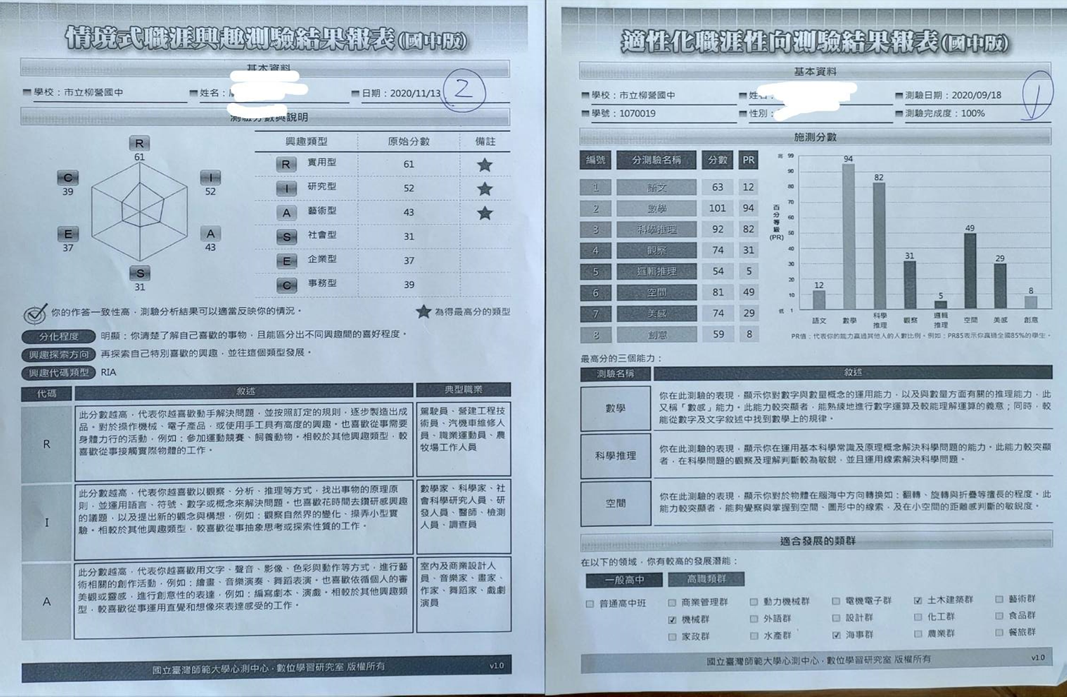 情境式職涯興趣測驗結果報表(國中版)
基本資料
學校：市立柳營國中
姓名：
日期：2020/11/13
2
測驗分數與說明
R
61
I
52
A
43
S
31
E
37
C
39
興趣類型 原始分數 備註
R 實用型 61 ★
I 研究型 52 ★
A 藝術型 43 ★
S 社會型 31
E 企業型 37
C 事務型 39
你的作答一致性高，測驗分析結果可以適當反映你的情況。
★為得最高分的類型
分化程度 明顯：你清楚了解自己喜歡的事物，且能區分出不同興趣間的喜好程度。
興趣探索方向 再探索自己特別喜歡的興趣，並往這個類型發展。
興趣代碼類型 RIA
代碼 敘述 典型職業
R
此分數越高，代表你越喜歡動手解決問題，並按照訂定的規則，逐步製造出成
品。對於操作機械、電子產品，或使用手工具有高度的興趣。也喜歡從事需要
身體力行的活動，例如：參加運動競賽、飼養動物。相較於其他興趣類型，較
喜歡從事接觸實際物體的工作。
駕駛員、營建工程技
術員、汽機車維修人
員、職業運動員、農
牧場工作人員
I
此分數越高，代表你越喜歡以觀察、分析、推理等方式，找出事物的原理原
則，並運用語言、符號、數字或概念來解決問題。也喜歡花時間去鑽研感興趣
的議題，以及提出新的觀念與構想，例如：觀察自然界的變化、操弄小型實
驗。相較於其他興趣類型，較喜歡從事抽象思考或探索性質的工作。
數學家、科學家、社
會科學研究人員、研
發人員、醫師、檢測
人員、調查員
A
此分數越高，代表你越喜歡用文字、聲音、影像、色彩與動作等方式，進行藝
術相關的創作活動，例如：繪畫、音樂演奏、舞蹈表演。也喜歡依循個人的審
美觀或靈感，進行創意性的表達，例如：編寫劇本、演戲。相較於其他興趣類
型，較喜歡從事運用直覺和想像來表達感受的工作。
室內及商業設計人
員、音樂家、畫家、
作家、舞蹈家、戲劇
演員
國立臺灣師範大學心測中心．數位學習研究室 版權所有
v1.0
適性化職涯性向測驗結果報表(國中版)
基本資料
學校：市立柳營國中
姓名
測驗日期：2020/09/18
1
學號：1070019
性別：
測驗完成度：100%
施測分數
編號 分測驗名稱 分數 PR
1 語文 63 12
2 數學 101 94
3 科學推理 92 82
4 觀察 74 31
5 邏輯推理 54 5
6 空間 81 49
7 美感 74 29
8 創意 59 8
高 99
90
80
70
60
50
40
30
20
10
低 1
百分等級(PR)
12
94
82
31
5
49
29
8
語文 數學 科學推理 觀察 邏輯推理 空間 美感 創意
PR值：代表你的能力贏過其他人的人數比例。例如：PR85表示你贏過全國85%的學生。
最高分的三個能力：
測驗名稱 敘述
數學
你在此測驗的表現，顯示你對數字與數量概念的運用能力，以及與數量方面有關的推理能力，此
又稱「數感」能力。此能力較突顯者，能熟練地進行數字運算及較能理解運算的義意；同時，較
能從數字及文字敘述中找到數學上的規律。
科學推理
你在此測驗的表現，顯示你在運用基本科學常識及原理概念解決科學問題的能力。此能力較突顯
者，在科學問題的觀察及理解判斷較為敏銳，並且運用線索解決科學問題。
空間
你在此測驗的表現，顯示你對於物體在腦海中方向轉換如：翻轉、旋轉與折疊等擅長的程度。此
能力較突顯者，能夠覺察與掌握到空間、圖形中的線索，及在小空間的距離感判斷的敏銳度。
適合發展的類群
在以下的領域，你有較高的發展潛能：
一般高中 高職類群
☐ 普通高中班 ☐ 商業管理群 ☐ 動力機械群 ☐ 電機電子群 ☑ 土木建築群 ☐ 藝術群
☑ 機械群 ☐ 外語群 ☐ 設計群 ☐ 化工群 ☐ 食品群
☐ 家政群 ☐ 水產群 ☑ 海事群 ☐ 農業群 ☐ 餐旅群
國立臺灣師範大學心測中心．數位學習研究室 版權所有
v1.0